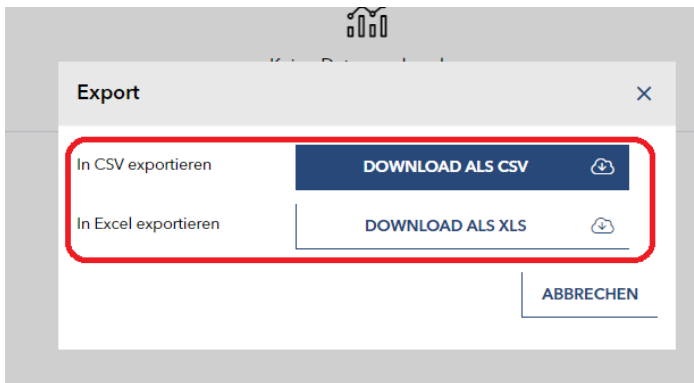 Export
In CSV exportieren
DOWNLOAD ALS CSV
In Excel exportieren
DOWNLOAD ALS XLS
ABBRECHEN